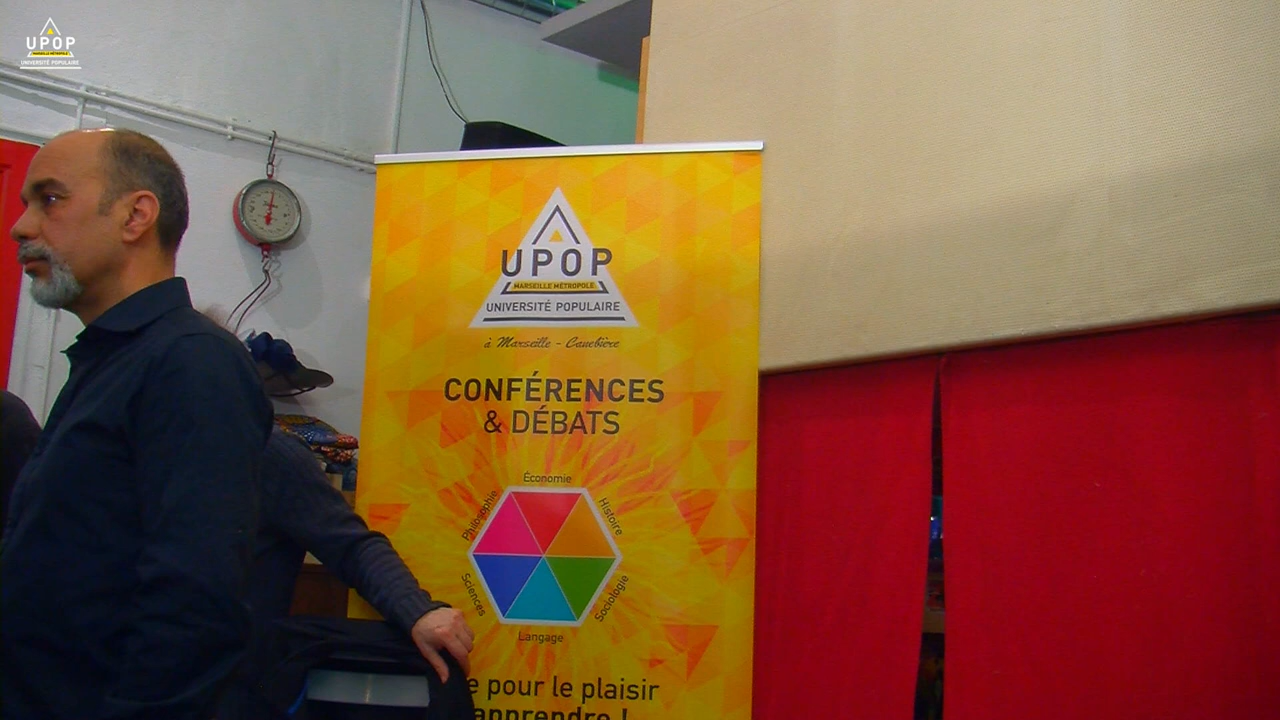 UPOP
MARSEILLE MÉTROPOLE
UNIVERSITÉ POPULAIRE
UPOP
MARSEILLE MÉTROPOLE
UNIVERSITÉ POPULAIRE
à Marseille - Canebière
CONFÉRENCES
& DÉBATS
Économie
Philosophie
Histoire
Sciences
Sociologie
Langage
pour le plaisir
apprendre !